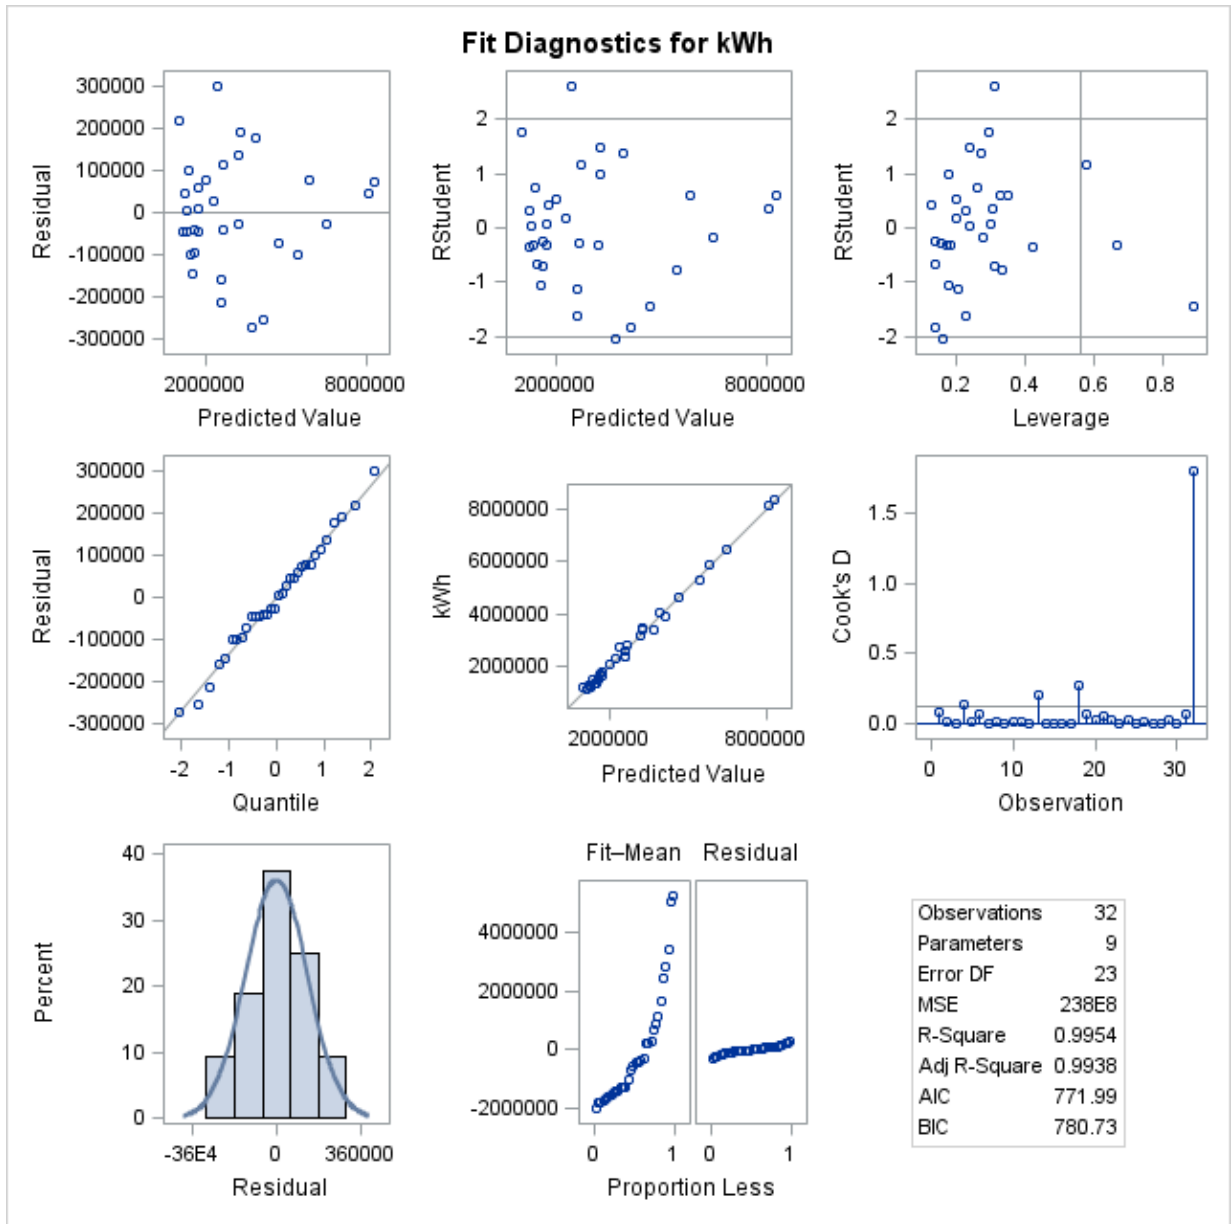 Fit Diagnostics for kWh
300000
200000
100000
0
-100000
-200000
-300000
Residual
2000000 8000000
Predicted Value
2
1
0
-1
-2
RStudent
2000000 8000000
Predicted Value
2
1
0
-1
-2
RStudent
0.2 0.4 0.6 0.8
Leverage
300000
200000
100000
0
-100000
-200000
-300000
Residual
-2 -1 0 1 2
Quantile
8000000
6000000
4000000
2000000
kWh
2000000 8000000
Predicted Value
1.5
1.0
0.5
0.0
Cook's D
0 10 20 30
Observation
40
30
20
10
0
Percent
-36E4 0 360000
Residual
Fit–Mean Residual
4000000
2000000
0
-2000000
0 1 0 1
Proportion Less
Observations 32
Parameters 9
Error DF 23
MSE 238E8
R-Square 0.9954
Adj R-Square 0.9938
AIC 771.99
BIC 780.73